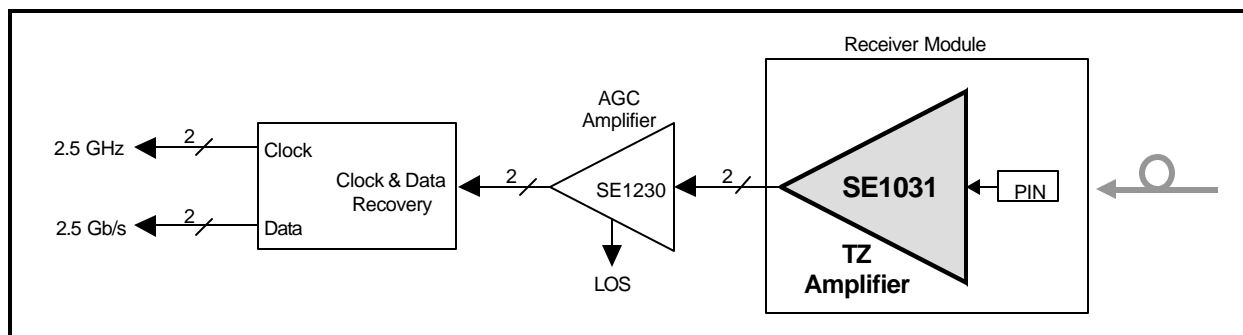 Receiver Module
AGC
Amplifier
2
2.5 GHz
Clock
Clock & Data
Recovery
2
SE1230
2
SE1031
PIN
2
2.5 Gb/s
Data
LOS
TZ
Amplifier